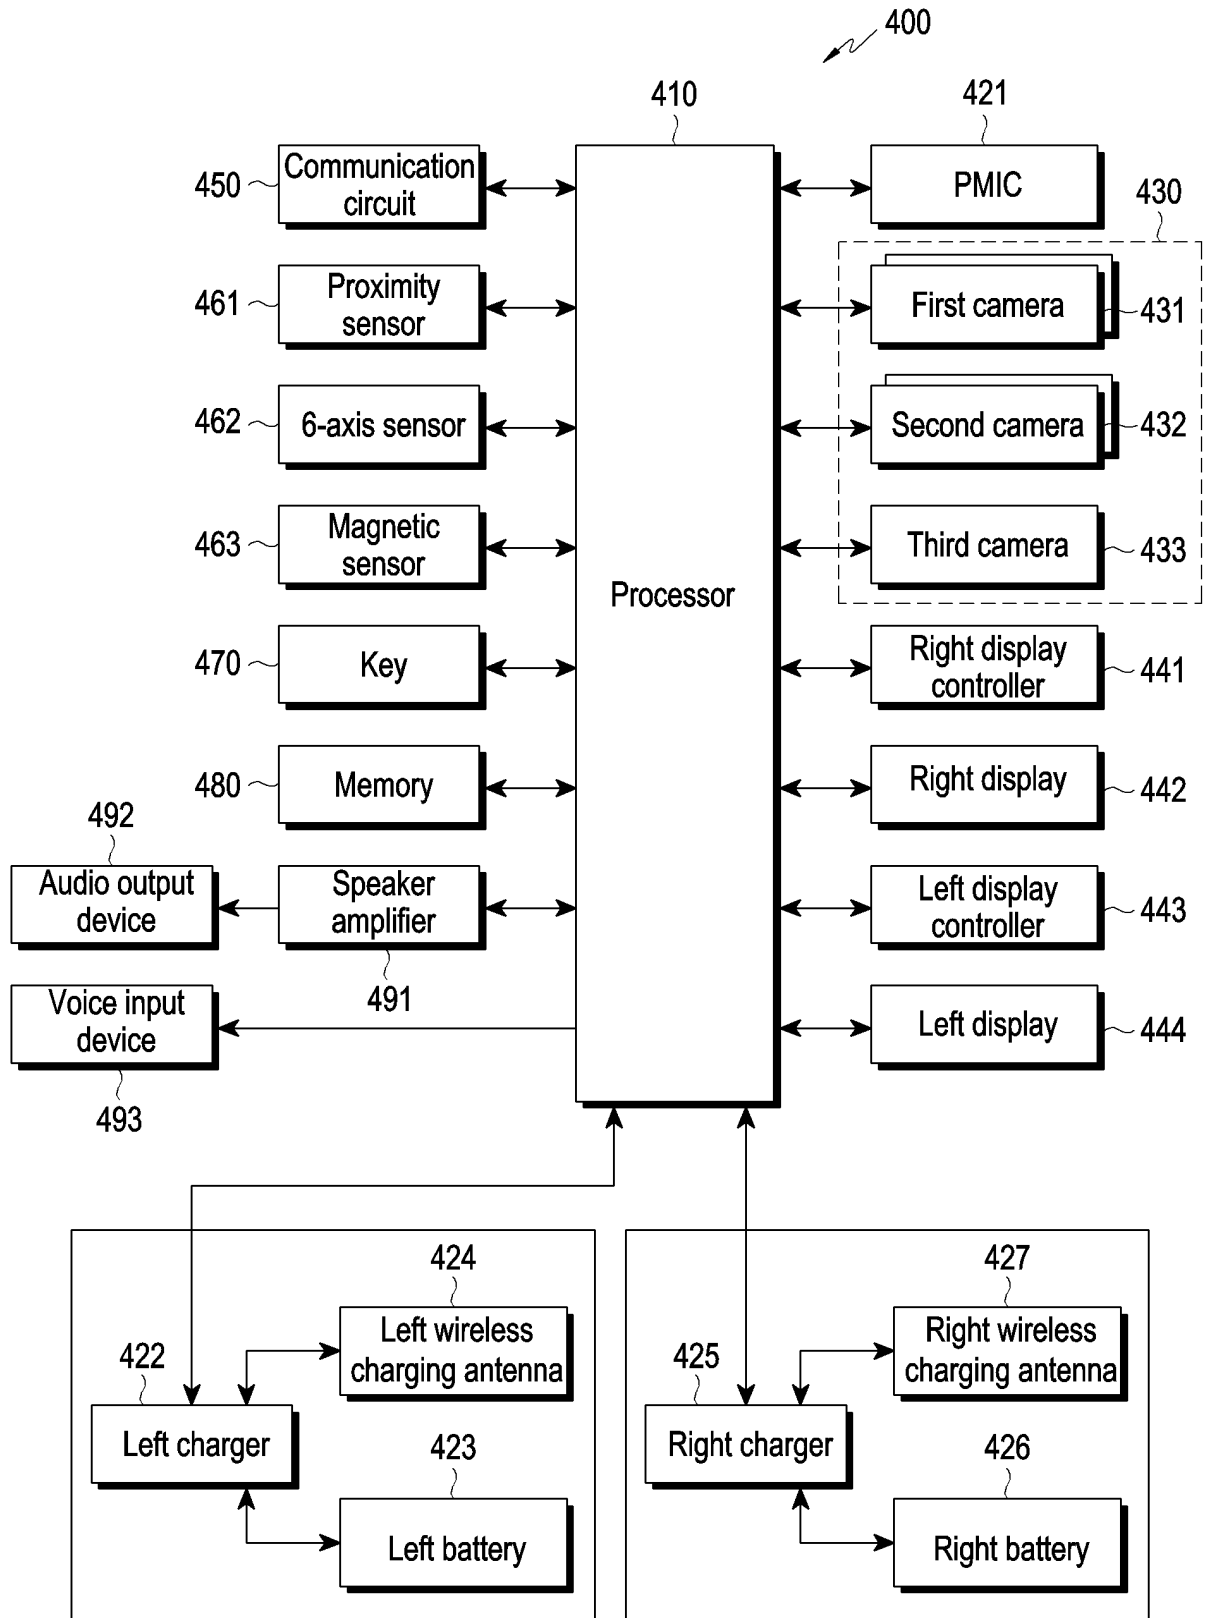 400
410
421
Communication
circuit
450
PMIC
430
Proximity
sensor
461
First camera
431
6-axis sensor
462
Second camera
432
Magnetic
sensor
463
Third camera
433
Processor
Key
470
Right display
controller
441
Memory
480
Right display
442
492
Audio output
device
Speaker
amplifier
491
Left display
controller
443
Voice input
device
493
Left display
444
424
Left wireless
charging antenna
422
Left charger
423
Left battery
427
Right wireless
charging antenna
425
Right charger
426
Right battery